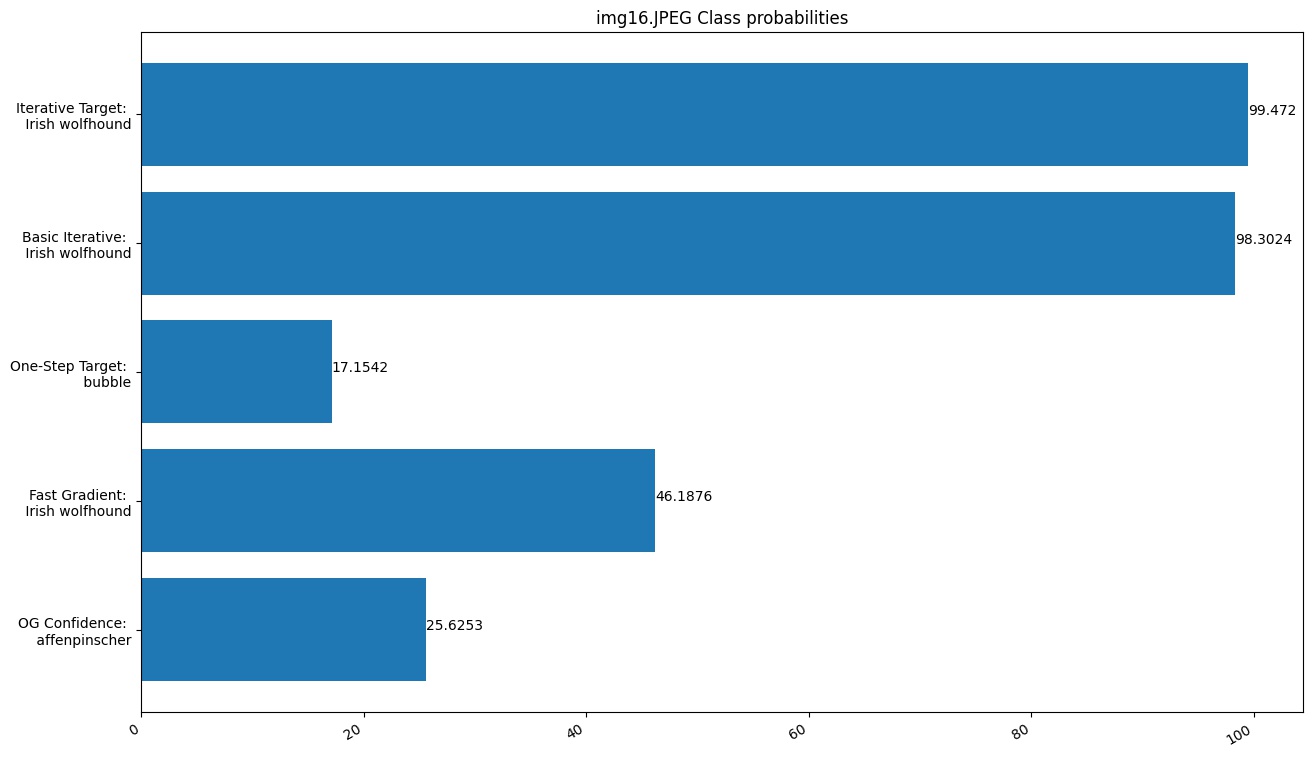 img16.JPEG Class probabilities
Iterative Target:
Irish wolfhound
99.472
Basic Iterative:
Irish wolfhound
98.3024
One-Step Target:
bubble
17.1542
Fast Gradient:
Irish wolfhound
46.1876
OG Confidence:
affenpinscher
25.6253
0
20
40
60
80
100